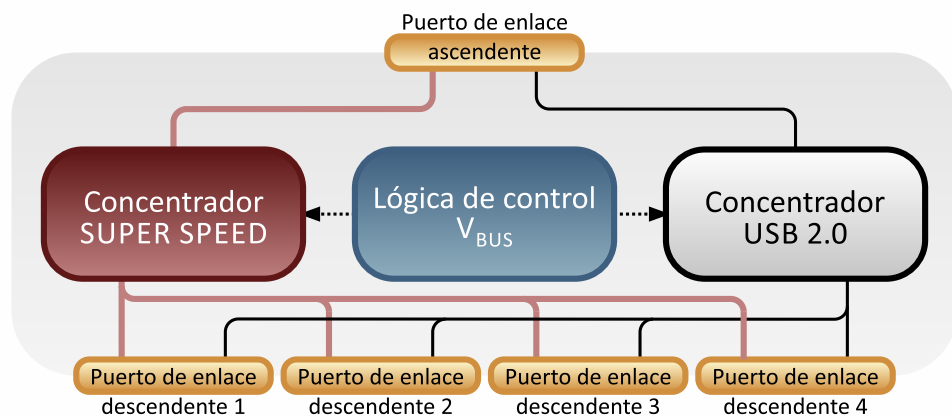 Puerto de enlace
ascendente
Concentrador
SUPER SPEED
Lógica de control
V_BUS
Concentrador
USB 2.0
Puerto de enlace
descendente 1
Puerto de enlace
descendente 2
Puerto de enlace
descendente 3
Puerto de enlace
descendente 4